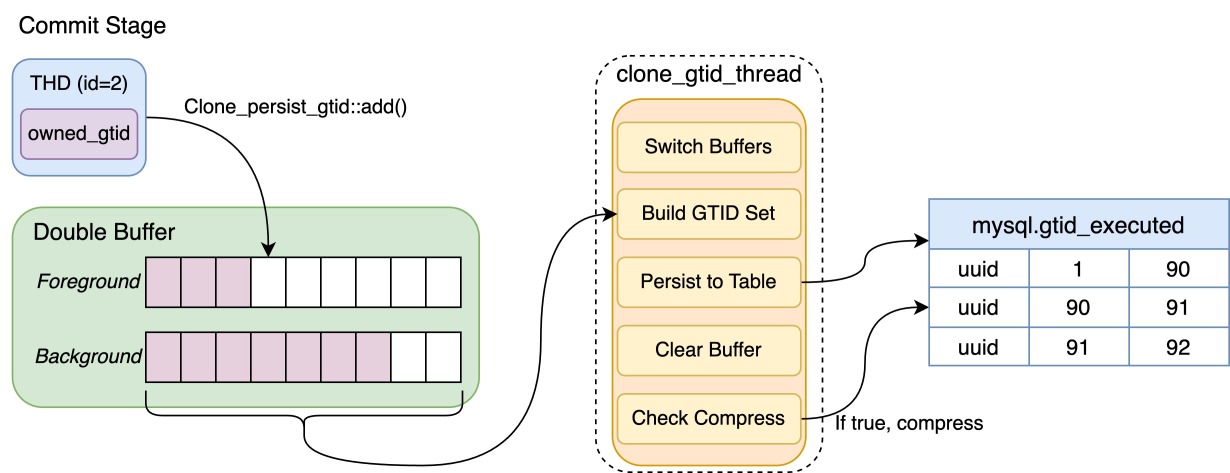 Commit Stage
THD (id=2)
owned_gtid
Clone_persist_gtid::add()
Double Buffer
Foreground
Background
clone_gtid_thread
Switch Buffers
Build GTID Set
Persist to Table
Clear Buffer
Check Compress
If true, compress
mysql.gtid_executed
uuid 1 90
uuid 90 91
uuid 91 92